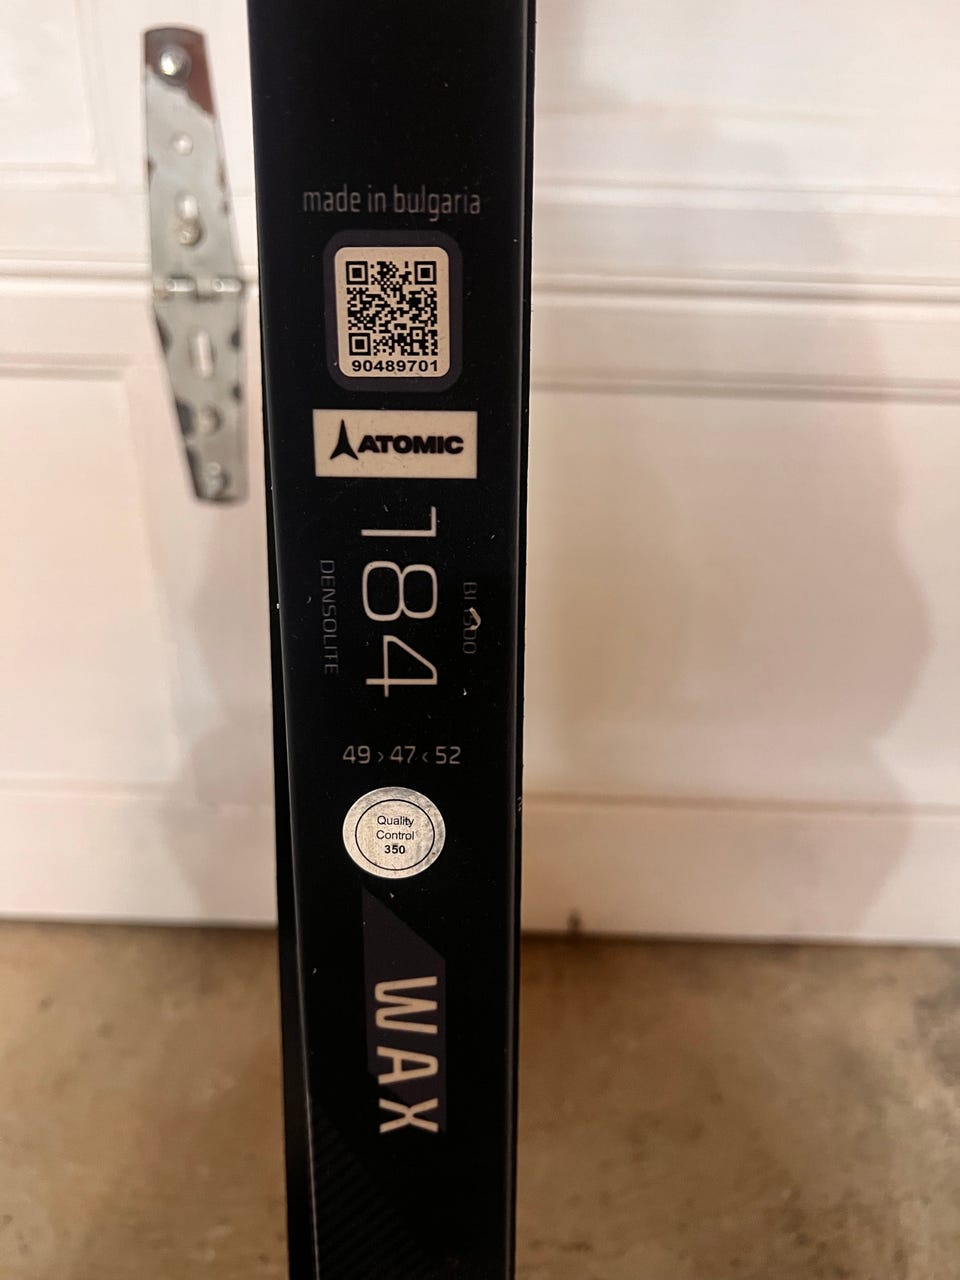 made in bulgaria
90489701
ATOMIC
184
DENSOLITE
49 › 47 ‹ 52
Quality
Control
350
WAX